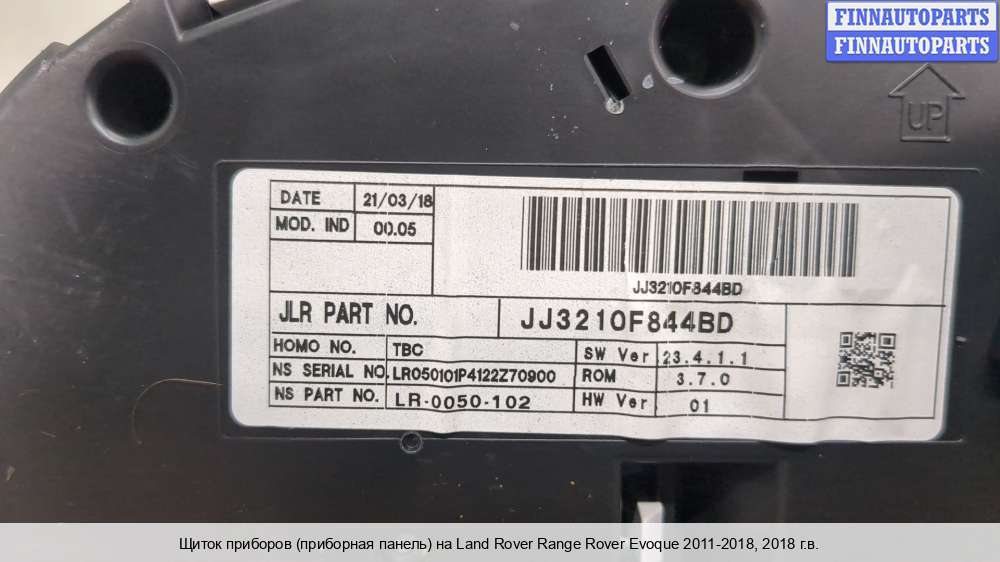 FINNAUTOPARTS
FINNAUTOPARTS
UP
DATE 21/03/18
MOD. IND 00.05
JJ3210F844BD
JLR PART NO. JJ3210F844BD
HOMO NO. TBC SW Ver 23.4.1.1
NS SERIAL NO. LR050101P4122Z70900 ROM 3.7.0
NS PART NO. LR-0050-102 HW Ver 01
Щиток приборов (приборная панель) на Land Rover Range Rover Evoque 2011-2018, 2018 г.в.